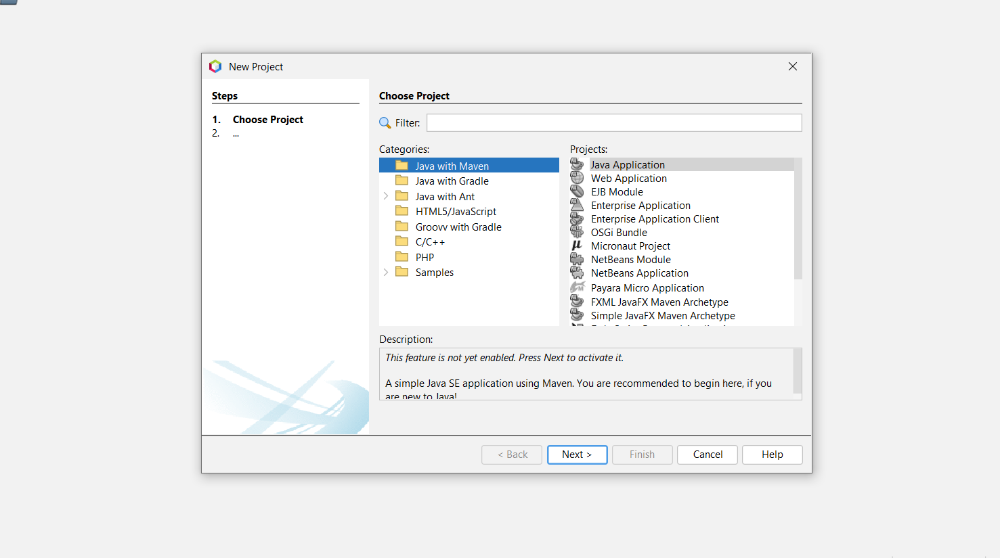 New Project
Steps
1. Choose Project
2. ...
Choose Project
Filter:
Categories:
Java with Maven
Java with Gradle
Java with Ant
HTML5/JavaScript
Groovv with Gradle
C/C++
PHP
Samples
Projects:
Java Application
Web Application
EJB Module
Enterprise Application
Enterprise Application Client
OSGi Bundle
Micronaut Project
NetBeans Module
NetBeans Application
Payara Micro Application
FXML JavaFX Maven Archetype
Simple JavaFX Maven Archetype
Description:
This feature is not yet enabled. Press Next to activate it.
A simple Java SE application using Maven. You are recommended to begin here, if you
are new to Java!
< Back
Next >
Finish
Cancel
Help